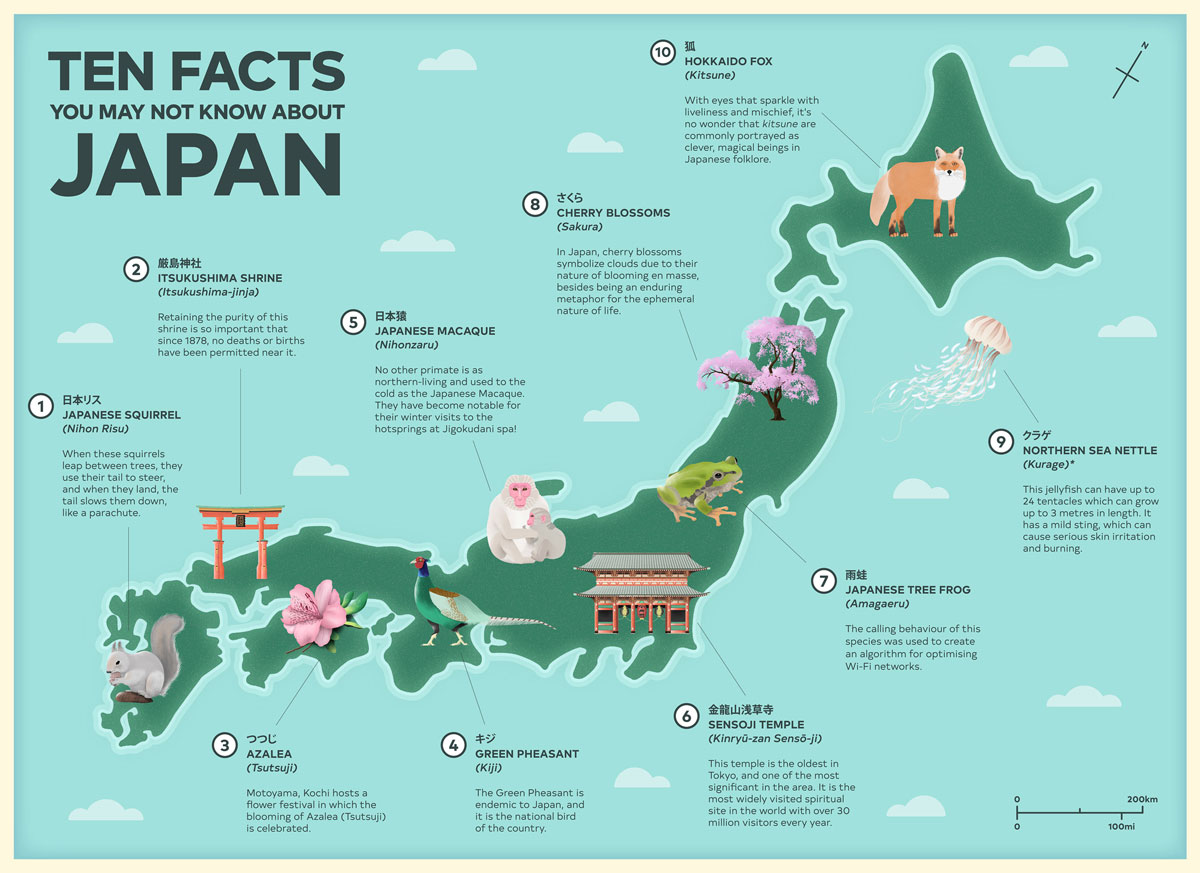 TEN FACTS
YOU MAY NOT KNOW ABOUT
JAPAN
1
日本リス
JAPANESE SQUIRREL
(Nihon Risu)
When these squirrels
leap between trees, they
use their tail to steer,
and when they land, the
tail slows them down,
like a parachute.
2
厳島神社
ITSUKUSHIMA SHRINE
(Itsukushima-jinja)
Retaining the purity of this
shrine is so important that
since 1878, no deaths or births
have been permitted near it.
3
つつじ
AZALEA
(Tsutsuji)
Motoyama, Kochi hosts a
flower festival in which the
blooming of Azalea (Tsutsuji)
is celebrated.
4
キジ
GREEN PHEASANT
(Kiji)
The Green Pheasant is
endemic to Japan, and
it is the national bird
of the country.
5
日本猿
JAPANESE MACAQUE
(Nihonzaru)
No other primate is as
northern-living and used to the
cold as the Japanese Macaque.
They have become notable for
their winter visits to the
hotsprings at Jigokudani spa!
6
金龍山浅草寺
SENSOJI TEMPLE
(Kinryū-zan Sensō-ji)
This temple is the oldest in
Tokyo, and one of the most
significant in the area. It is the
most widely visited spiritual
site in the world with over 30
million visitors every year.
7
雨蛙
JAPANESE TREE FROG
(Amagaeru)
The calling behaviour of this
species was used to create
an algorithm for optimising
Wi-Fi networks.
8
さくら
CHERRY BLOSSOMS
(Sakura)
In Japan, cherry blossoms
symbolize clouds due to their
nature of blooming en masse,
besides being an enduring
metaphor for the ephemeral
nature of life.
9
クラゲ
NORTHERN SEA NETTLE
(Kurage)*
This jellyfish can have up to
24 tentacles which can grow
up to 3 metres in length. It
has a mild sting, which can
cause serious skin irritation
and burning.
10
狐
HOKKAIDO FOX
(Kitsune)
With eyes that sparkle with
liveliness and mischief, it's
no wonder that kitsune are
commonly portrayed as
clever, magical beings in
Japanese folklore.
N
0 200km
0 100mi